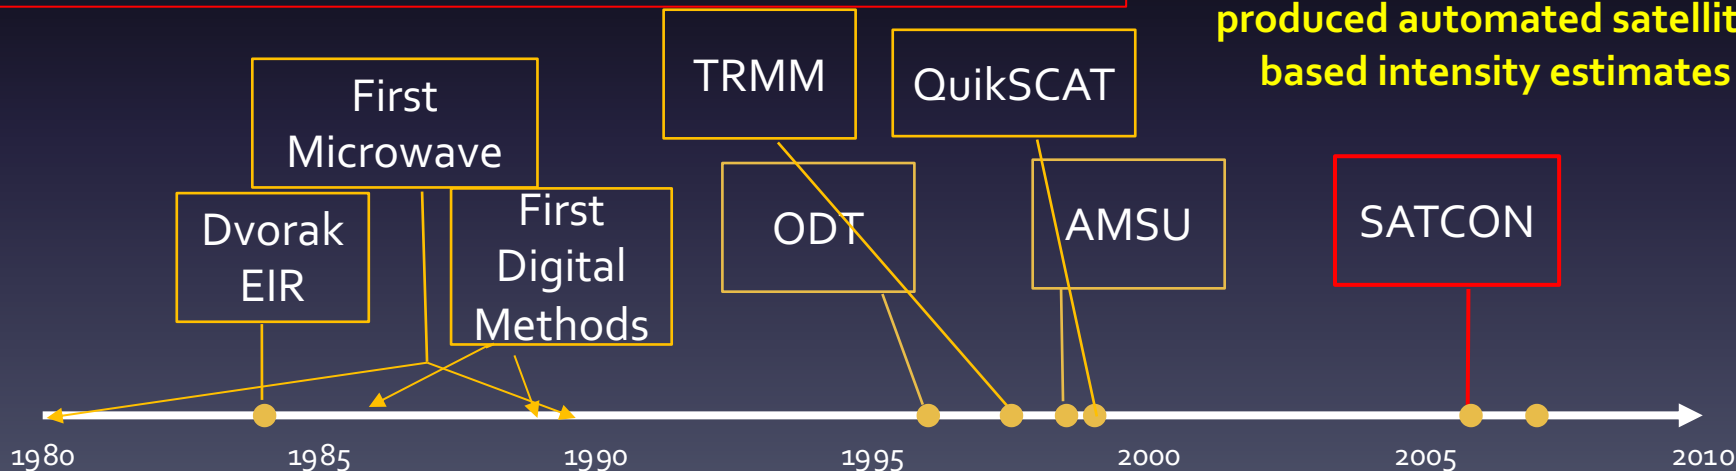 produced automated satellit
based intensity estimates
TRMM
QuikSCAT
First
Microwave
ODT
AMSU
SATCON
Dvorak
EIR
First
Digital
Methods
1980
1985
1990
1995
2000
2005
2010